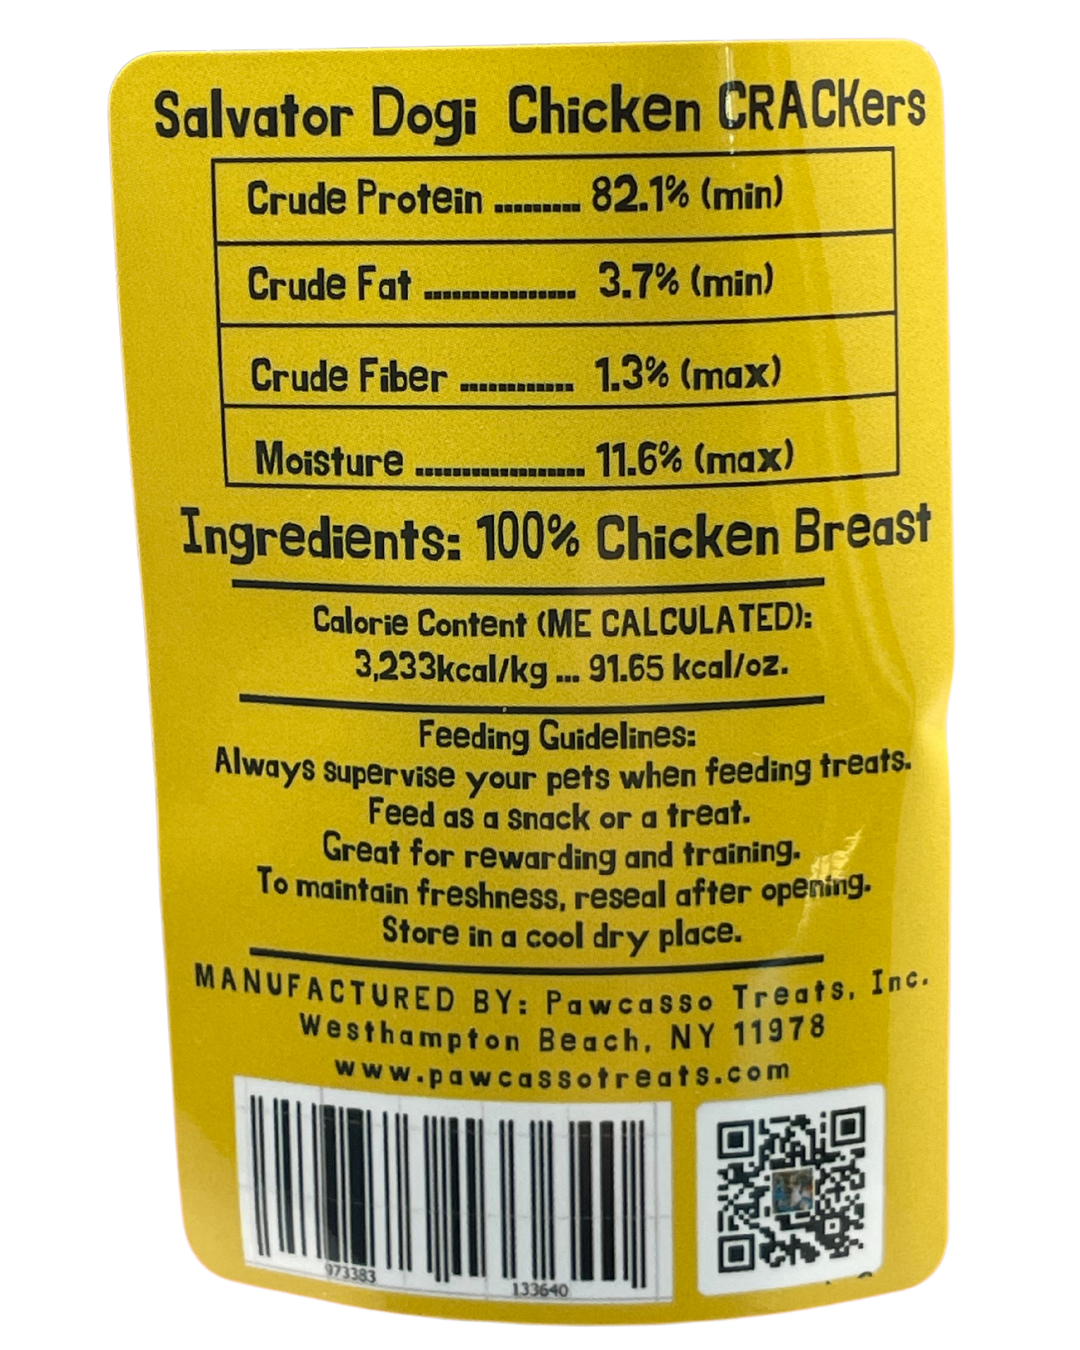 Salvator Dogi Chicken CRACKers
Crude Protein ......... 82.1% (min)
Crude Fat ................ 3.7% (min)
Crude Fiber ............ 1.3% (max)
Moisture .................. 11.6% (max)
Ingredients: 100% Chicken Breast
Calorie Content (ME CALCULATED):
3,233kcal/kg ... 91.65 kcal/oz.
Feeding Guidelines:
Always supervise your pets when feeding treats.
Feed as a snack or a treat.
Great for rewarding and training.
To maintain freshness, reseal after opening.
Store in a cool dry place.
MANUFACTURED BY: Pawcasso Treats, Inc.
Westhampton Beach, NY 11978
www.pawcassotreats.com
973383
133640